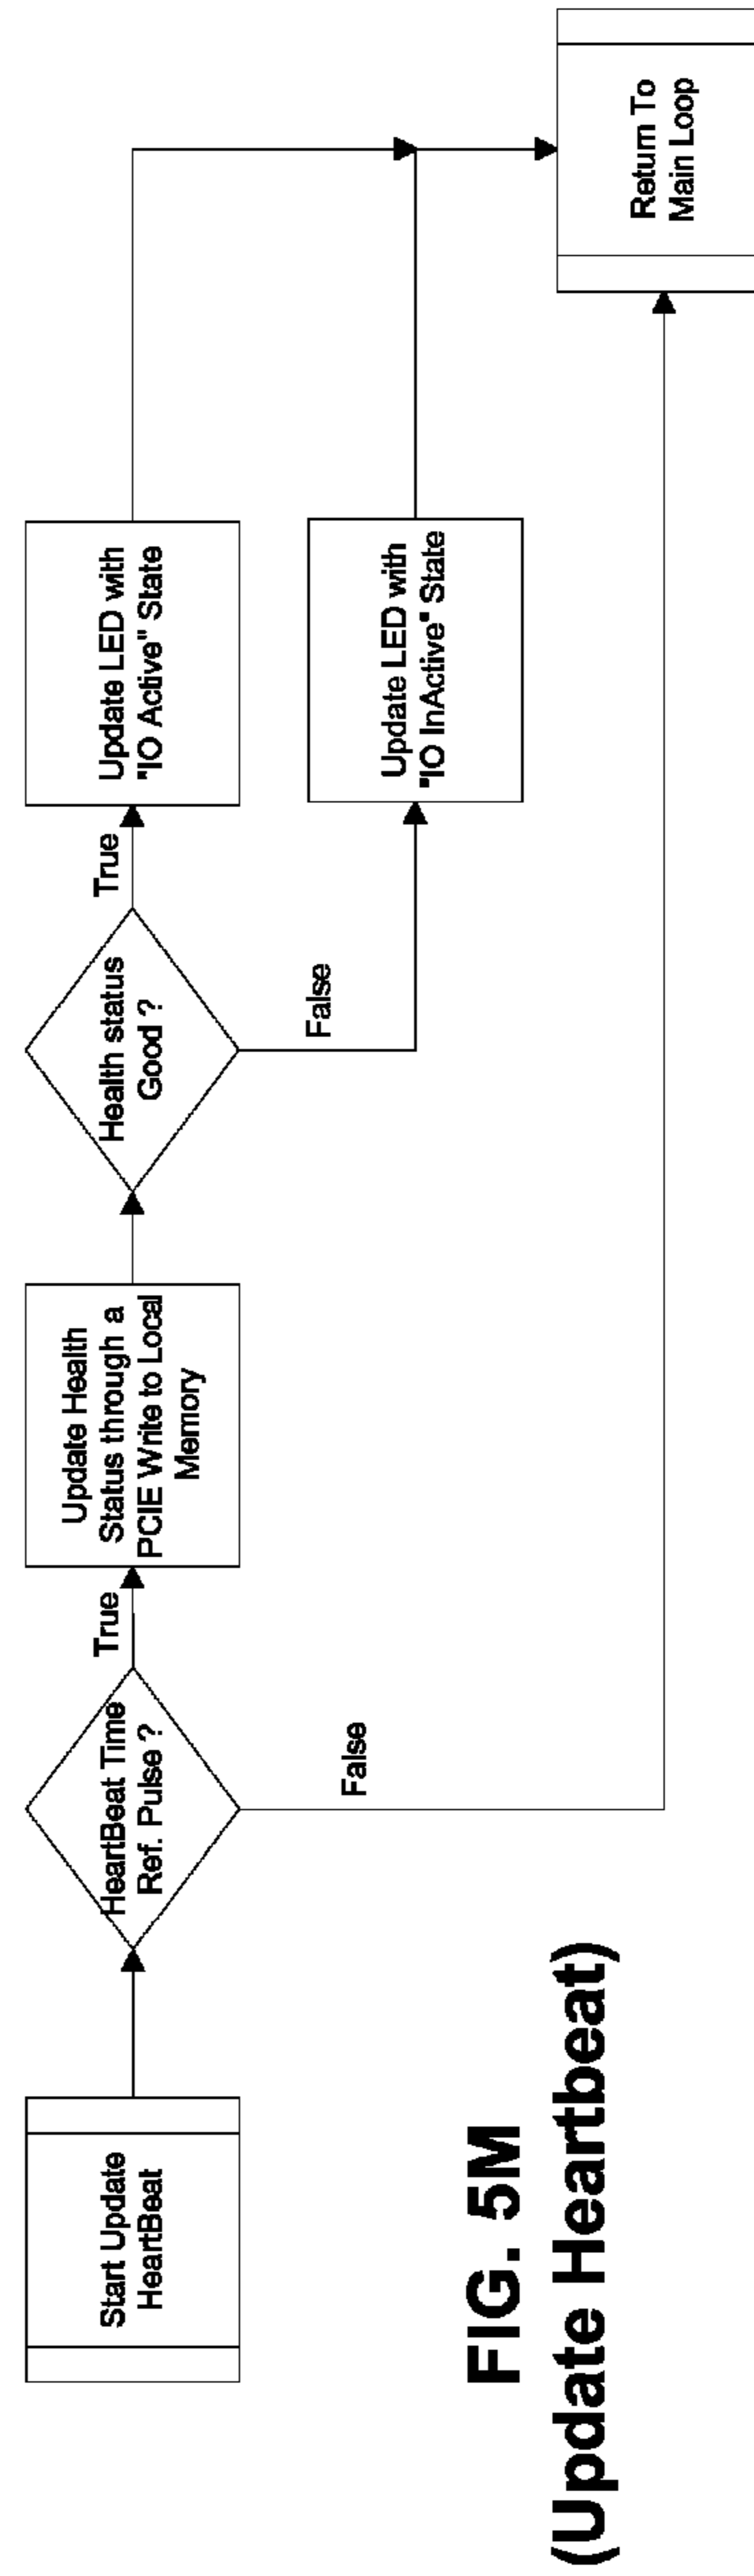 Start Update
HeartBeat
HeartBeat Time
Ref. Pulse ?
True
False
Update Health
Status through a
PCIE Write to Local
Memory
Health status
Good ?
True
False
Update LED with
"IO Active" State
Update LED with
"IO InActive" State
Return To
Main Loop
FIG. 5M
(Update Heartbeat)